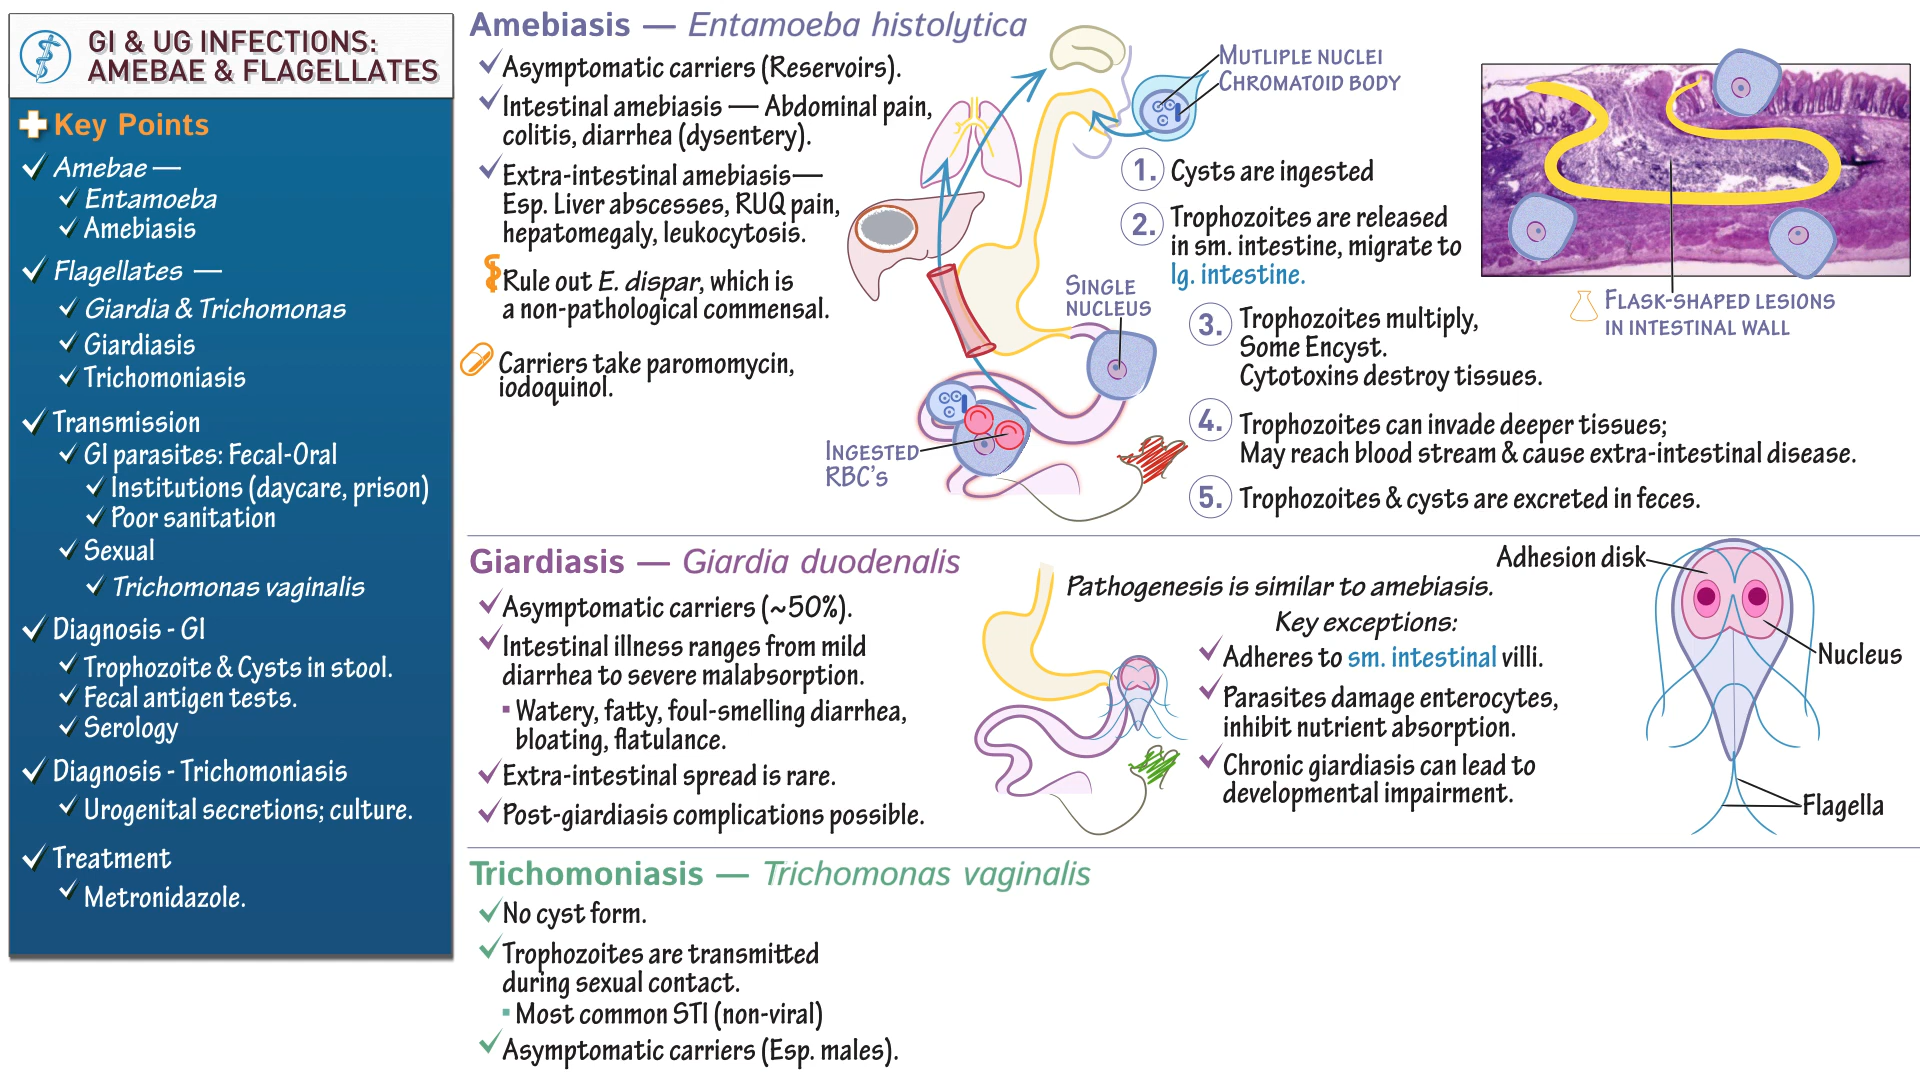 GI & UG INFECTIONS:
AMEBAE & FLAGELLATES
Key Points
Amebae —
Entamoeba
Amebiasis
Flagellates —
Giardia & Trichomonas
Giardiasis
Trichomoniasis
Transmission
GI parasites: Fecal-Oral
Institutions (daycare, prison)
Poor sanitation
Sexual
Trichomonas vaginalis
Diagnosis - GI
Trophozoite & Cysts in stool.
Fecal antigen tests.
Serology
Diagnosis - Trichomoniasis
Urogenital secretions; culture.
Treatment
Metronidazole.
Amebiasis — Entamoeba histolytica
Asymptomatic carriers (Reservoirs).
Intestinal amebiasis — Abdominal pain,
colitis, diarrhea (dysentery).
Extra-intestinal amebiasis—
Esp. Liver abscesses, RUQ pain,
hepatomegaly, leukocytosis.
Rule out E. dispar, which is
a non-pathological commensal.
Carriers take paromomycin,
iodoquinol.
MUTLIPLE NUCLEI
CHROMATOID BODY
SINGLE
NUCLEUS
INGESTED
RBC'S
1. Cysts are ingested
2. Trophozoites are released
in sm. intestine, migrate to
lg. intestine.
3. Trophozoites multiply,
Some Encyst.
Cytotoxins destroy tissues.
4. Trophozoites can invade deeper tissues;
May reach blood stream & cause extra-intestinal disease.
5. Trophozoites & cysts are excreted in feces.
FLASK-SHAPED LESIONS
IN INTESTINAL WALL
Giardiasis — Giardia duodenalis
Asymptomatic carriers (~50%).
Intestinal illness ranges from mild
diarrhea to severe malabsorption.
Watery, fatty, foul-smelling diarrhea,
bloating, flatulance.
Extra-intestinal spread is rare.
Post-giardiasis complications possible.
Pathogenesis is similar to amebiasis.
Key exceptions:
Adheres to sm. intestinal villi.
Parasites damage enterocytes,
inhibit nutrient absorption.
Chronic giardiasis can lead to
developmental impairment.
Adhesion disk
Nucleus
Flagella
Trichomoniasis — Trichomonas vaginalis
No cyst form.
Trophozoites are transmitted
during sexual contact.
Most common STI (non-viral)
Asymptomatic carriers (Esp. males).